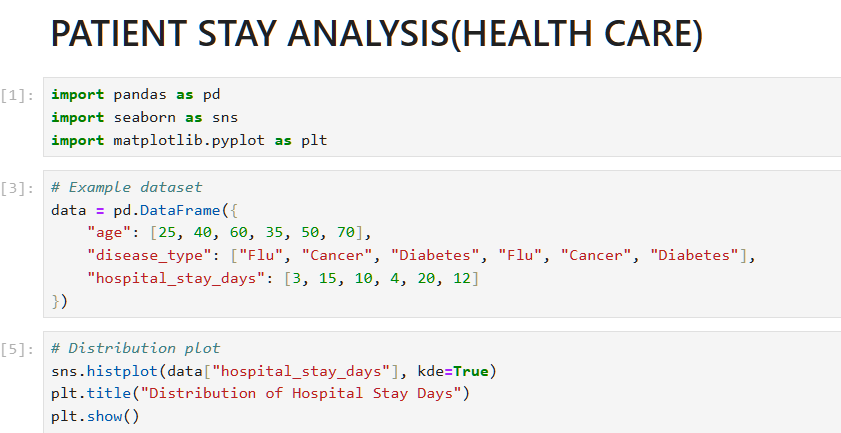 PATIENT STAY ANALYSIS(HEALTH CARE)
[1]: import pandas as pd
import seaborn as sns
import matplotlib.pyplot as plt
[3]: # Example dataset
data = pd.DataFrame({
    "age": [25, 40, 60, 35, 50, 70],
    "disease_type": ["Flu", "Cancer", "Diabetes", "Flu", "Cancer", "Diabetes"],
    "hospital_stay_days": [3, 15, 10, 4, 20, 12]
})
[5]: # Distribution plot
sns.histplot(data["hospital_stay_days"], kde=True)
plt.title("Distribution of Hospital Stay Days")
plt.show()